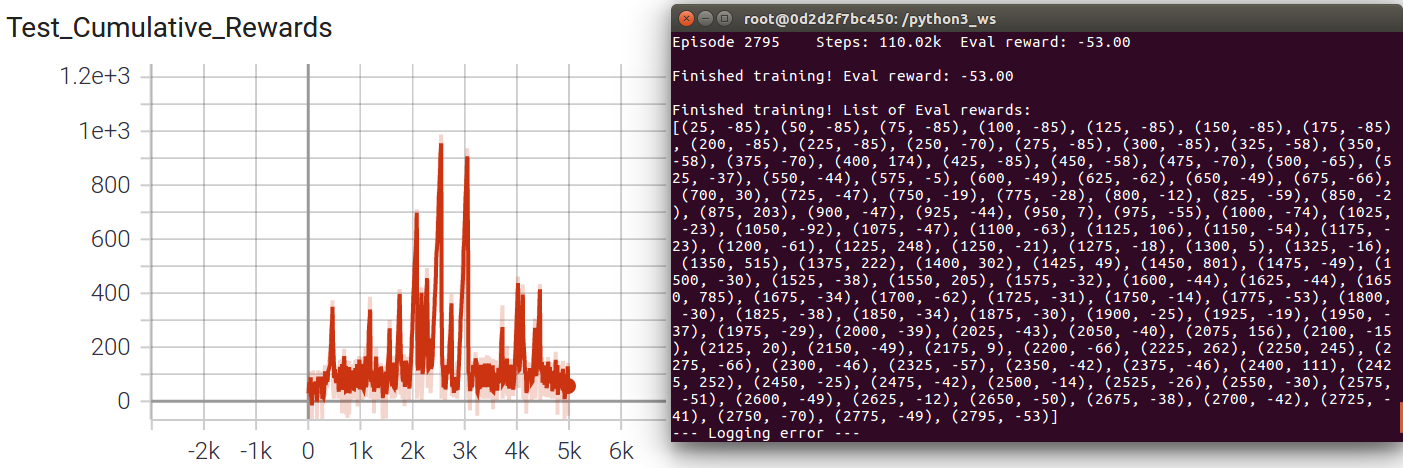 Test_Cumulative_Rewards
1.2e+3
1e+3
800
600
400
200
0
-2k -1k 0 1k 2k 3k 4k 5k 6k
root@0d2d2f7bc450: /python3_ws
Episode 2795    Steps: 110.02k  Eval reward: -53.00
Finished training! Eval reward: -53.00
Finished training! List of Eval rewards:
[(25, -85), (50, -85), (75, -85), (100, -85), (125, -85), (150, -85), (175, -85)
, (200, -85), (225, -85), (250, -70), (275, -85), (300, -85), (325, -58), (350,
-58), (375, -70), (400, 174), (425, -85), (450, -58), (475, -70), (500, -65), (5
25, -37), (550, -44), (575, -5), (600, -49), (625, -62), (650, -49), (675, -66),
(700, 30), (725, -47), (750, -19), (775, -28), (800, -12), (825, -59), (850, -2
), (875, 203), (900, -47), (925, -44), (950, 7), (975, -55), (1000, -74), (1025,
-23), (1050, -92), (1075, -47), (1100, -63), (1125, 106), (1150, -54), (1175, -
23), (1200, -61), (1225, 248), (1250, -21), (1275, -18), (1300, 5), (1325, -16),
(1350, 515), (1375, 222), (1400, 302), (1425, 49), (1450, 801), (1475, -49), (1
500, -30), (1525, -38), (1550, 205), (1575, -32), (1600, -44), (1625, -44), (165
0, 785), (1675, -34), (1700, -62), (1725, -31), (1750, -14), (1775, -53), (1800,
-30), (1825, -38), (1850, -34), (1875, -30), (1900, -25), (1925, -19), (1950, -
37), (1975, -29), (2000, -39), (2025, -43), (2050, -40), (2075, 156), (2100, -15
), (2125, 20), (2150, -49), (2175, 9), (2200, -66), (2225, 262), (2250, 245), (2
275, -66), (2300, -46), (2325, -57), (2350, -42), (2375, -46), (2400, 111), (242
5, 252), (2450, -25), (2475, -42), (2500, -14), (2525, -26), (2550, -30), (2575,
-51), (2600, -49), (2625, -12), (2650, -50), (2675, -38), (2700, -42), (2725, -
41), (2750, -70), (2775, -49), (2795, -53)]
--- Logging error ---